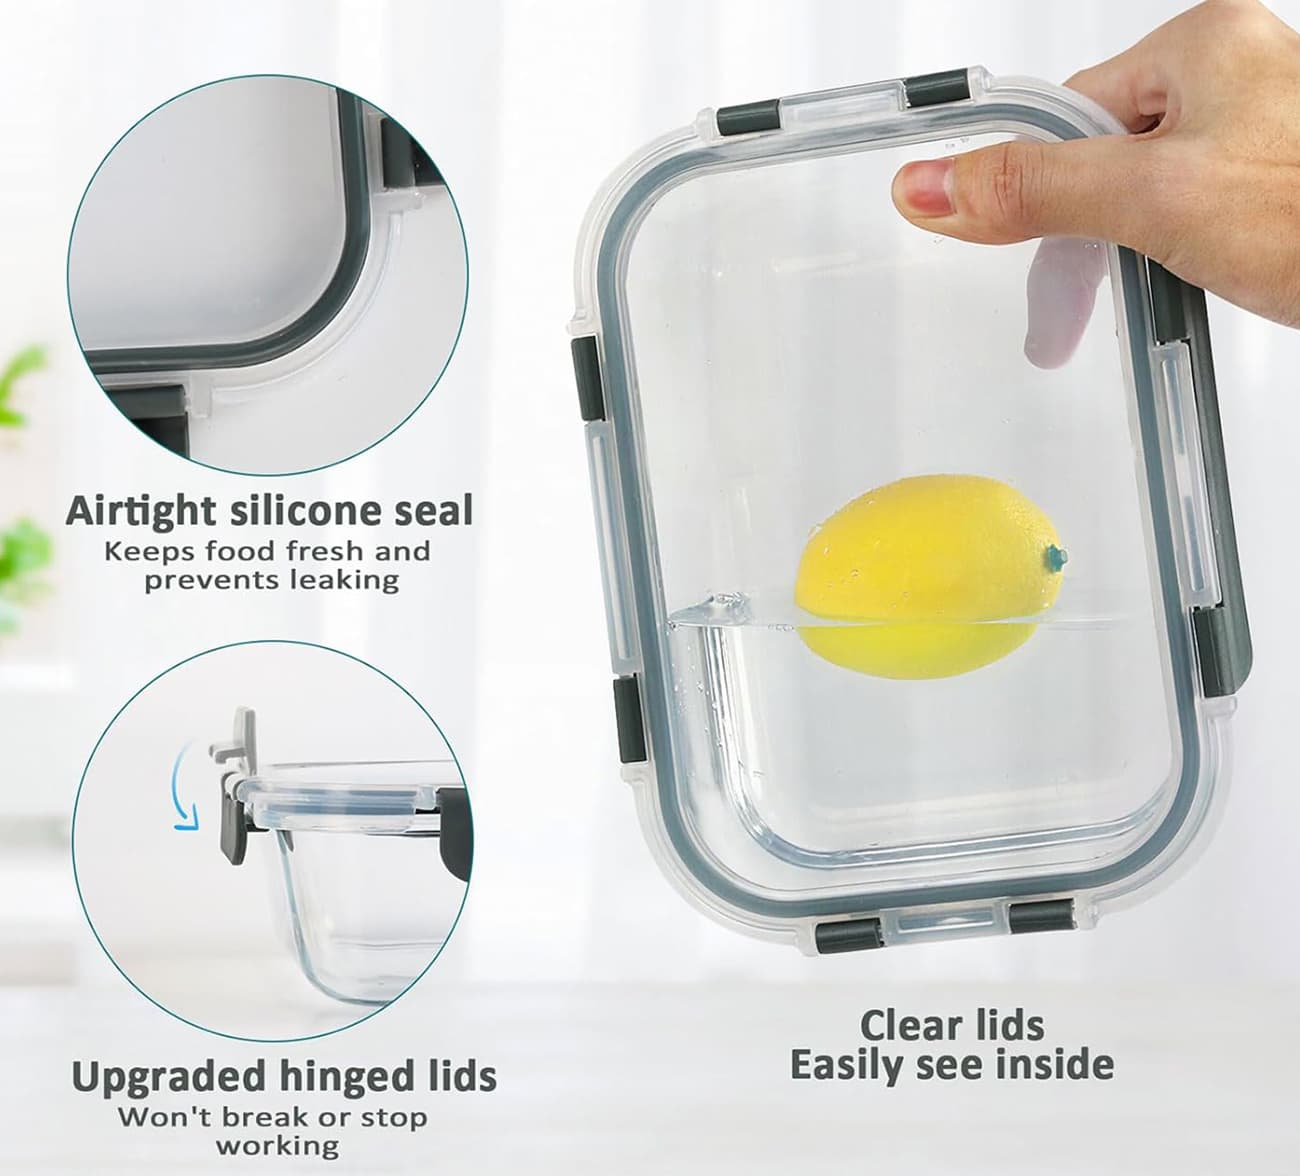 Airtight silicone seal
Keeps food fresh and
prevents leaking
Upgraded hinged lids
Won't break or stop
working
Clear lids
Easily see inside